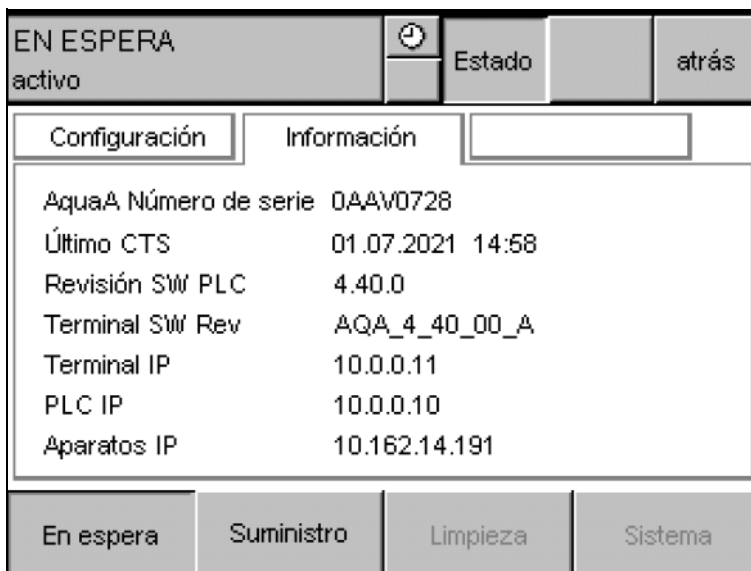 EN ESPERA
activo
Estado
atrás
Configuración
Información
AquaA Número de serie 0AAV0728
Último CTS 01.07.2021 14:58
Revisión SW PLC 4.40.0
Terminal SW Rev AQA_4_40_00_A
Terminal IP 10.0.0.11
PLC IP 10.0.0.10
Aparatos IP 10.162.14.191
En espera
Suministro
Limpieza
Sistema